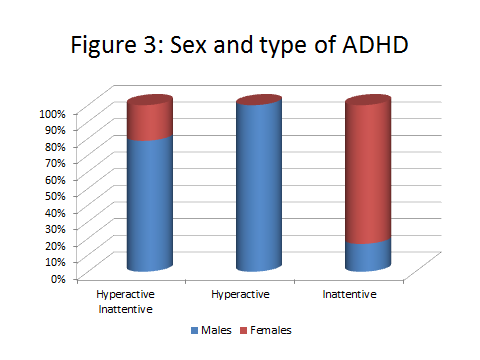 Figure 3: Sex and type of ADHD
100%
90%
80%
70%
60%
50%
40%
30%
20%
10%
0%
Hyperactive Inattentive
Hyperactive
Inattentive
Males
Females